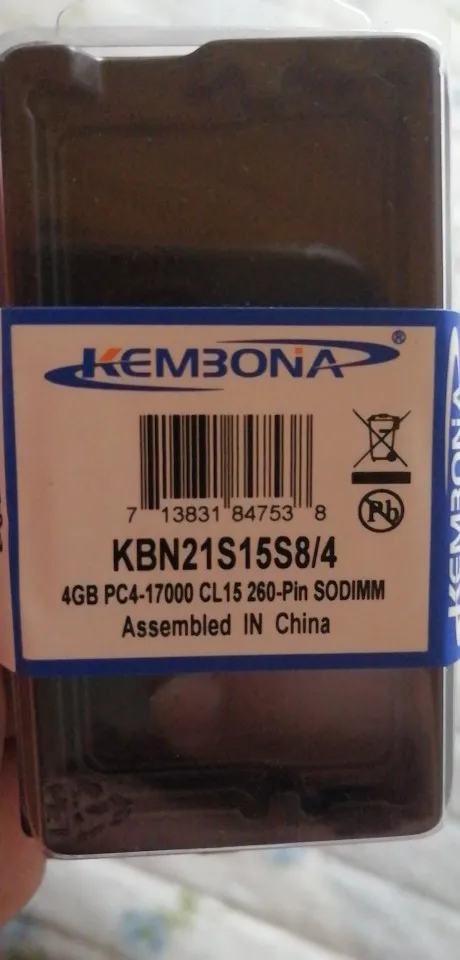 KEMBONA®
7 13831 84753 8
Pb
KBN21S15S8/4
4GB PC4-17000 CL15 260-Pin SODIMM
Assembled IN China
KEMBONA